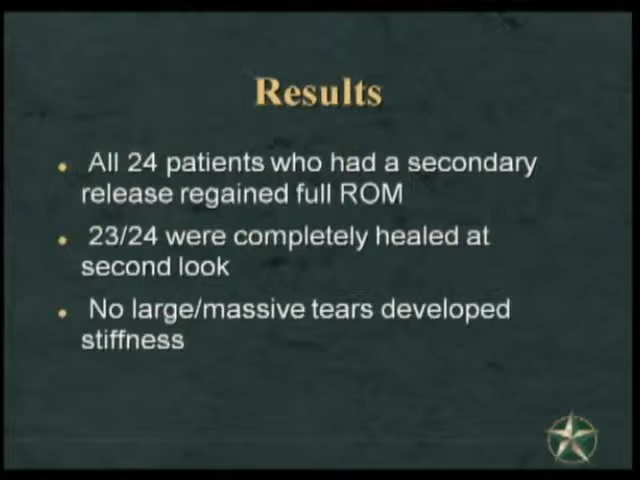 Results
• All 24 patients who had a secondary
release regained full ROM
• 23/24 were completely healed at
second look
• No large/massive tears developed
stiffness